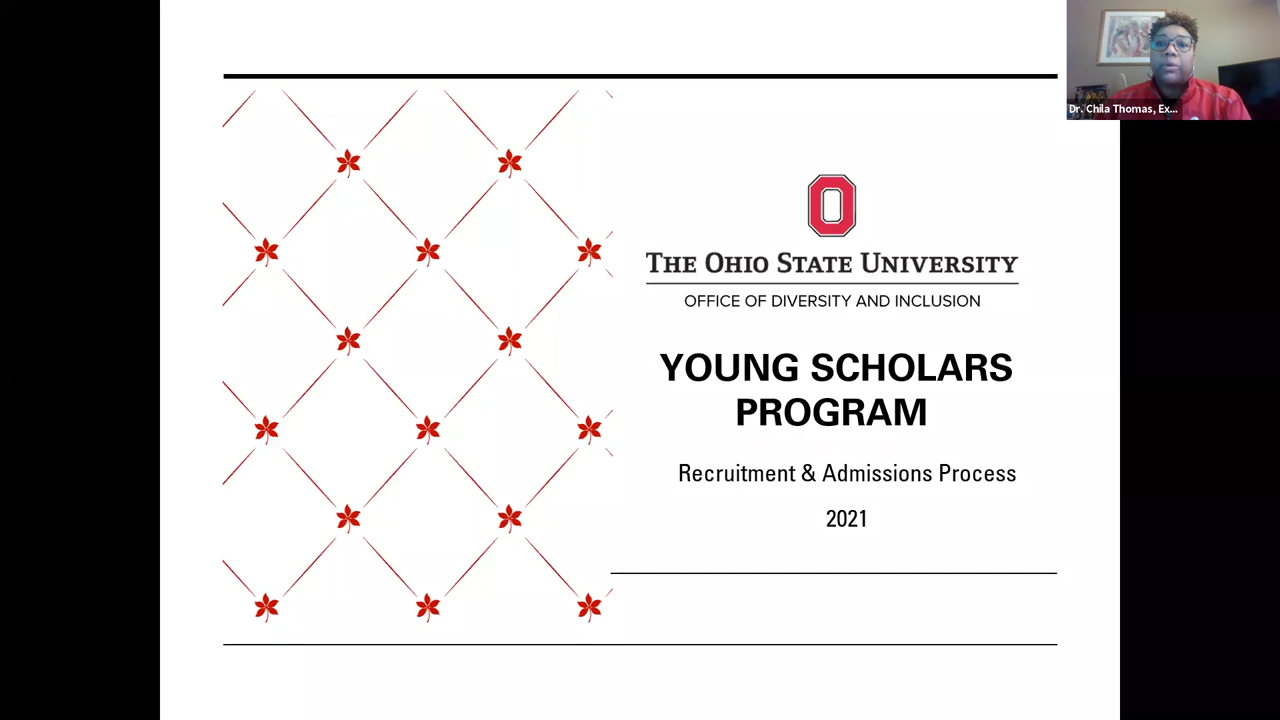 Dr. Chila Thomas, Ex...
O
THE OHIO STATE UNIVERSITY
OFFICE OF DIVERSITY AND INCLUSION
YOUNG SCHOLARS
PROGRAM
Recruitment & Admissions Process
2021